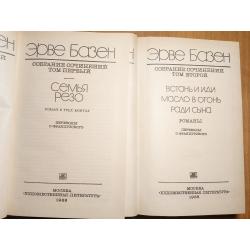 ЭРВЕ БАЗЕН
СОБРАНИЕ СОЧИНЕНИЙ
ТОМ ПЕРВЫЙ
СЕМЬЯ
РЕЗО
РОМАН В ТРЕХ КНИГАХ
ПЕРЕВОДЫ
С ФРАНЦУЗСКОГО
МОСКВА
«ХУДОЖЕСТВЕННАЯ ЛИТЕРАТУРА»
1988
ЭРВЕ БАЗЕН
СОБРАНИЕ СОЧИНЕНИЙ
ТОМ ВТОРОЙ
ВСТАНЬ И ИДИ
МАСЛО В ОГОНЬ
РАДИ СЫНА
РОМАНЫ
ПЕРЕВОДЫ
С ФРАНЦУЗСКОГО
МОСКВА
«ХУДОЖЕСТВЕННАЯ ЛИТЕРАТУРА»
1988